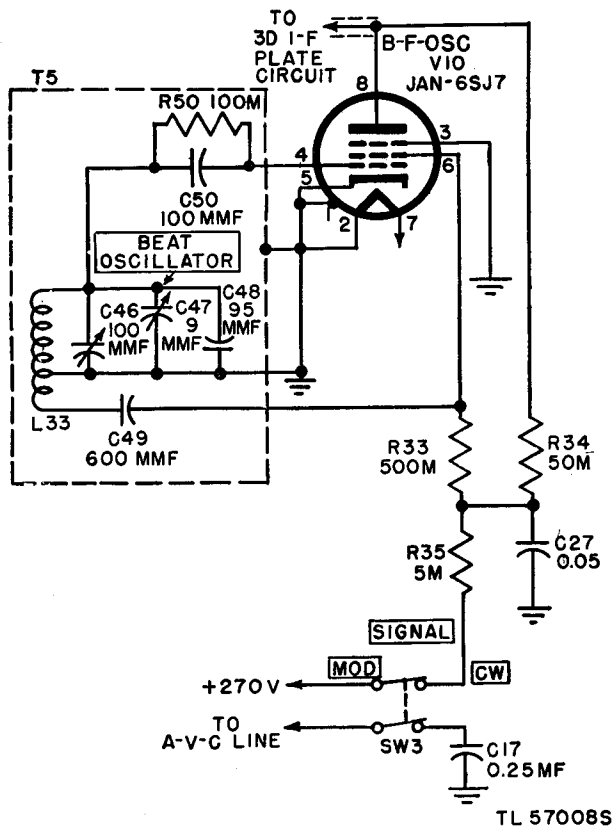 TO
3D I-F
PLATE
CIRCUIT
B-F-OSC
V10
JAN-6SJ7
T5
R50 100M
8
3
4
6
5
2
7
C50
100 MMF
BEAT
OSCILLATOR
C46
100
MMF
C47
9
MMF
C48
95
MMF
L33
C49
600 MMF
R33
500M
R34
50M
R35
5M
C27
0.05
SIGNAL
MOD
CW
+270V
TO
A-V-C LINE
SW3
C17
0.25MF
TL 57008S